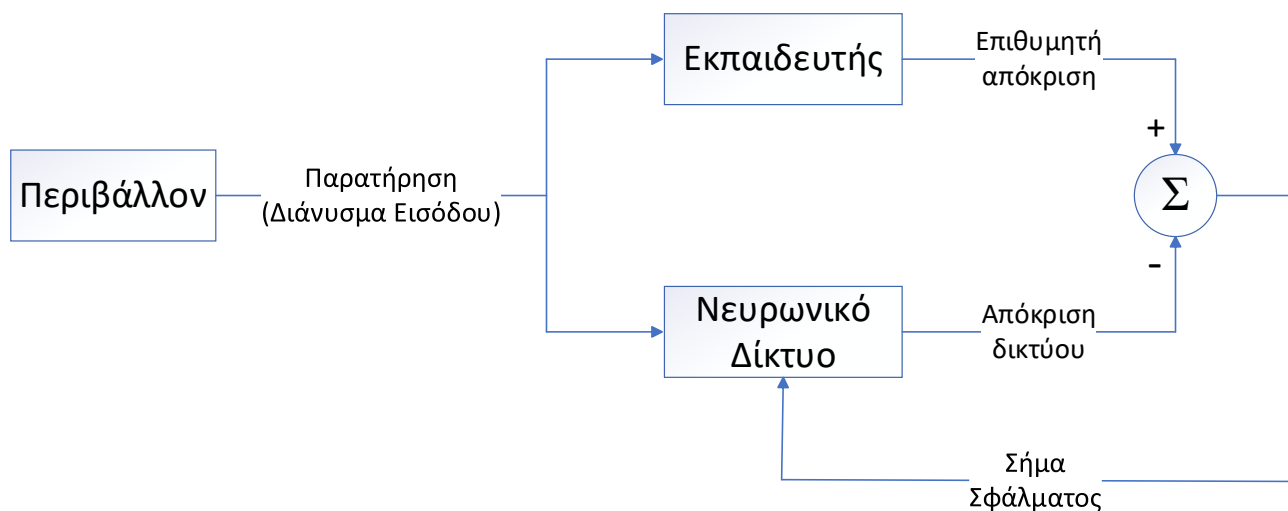 Εκπαιδευτής
Επιθυμητή
απόκριση
+
Περιβάλλον
Παρατήρηση
(Διάνυσμα Εισόδου)
Σ
-
Νευρωνικό
Δίκτυο
Απόκριση
δικτύου
Σήμα
Σφάλματος